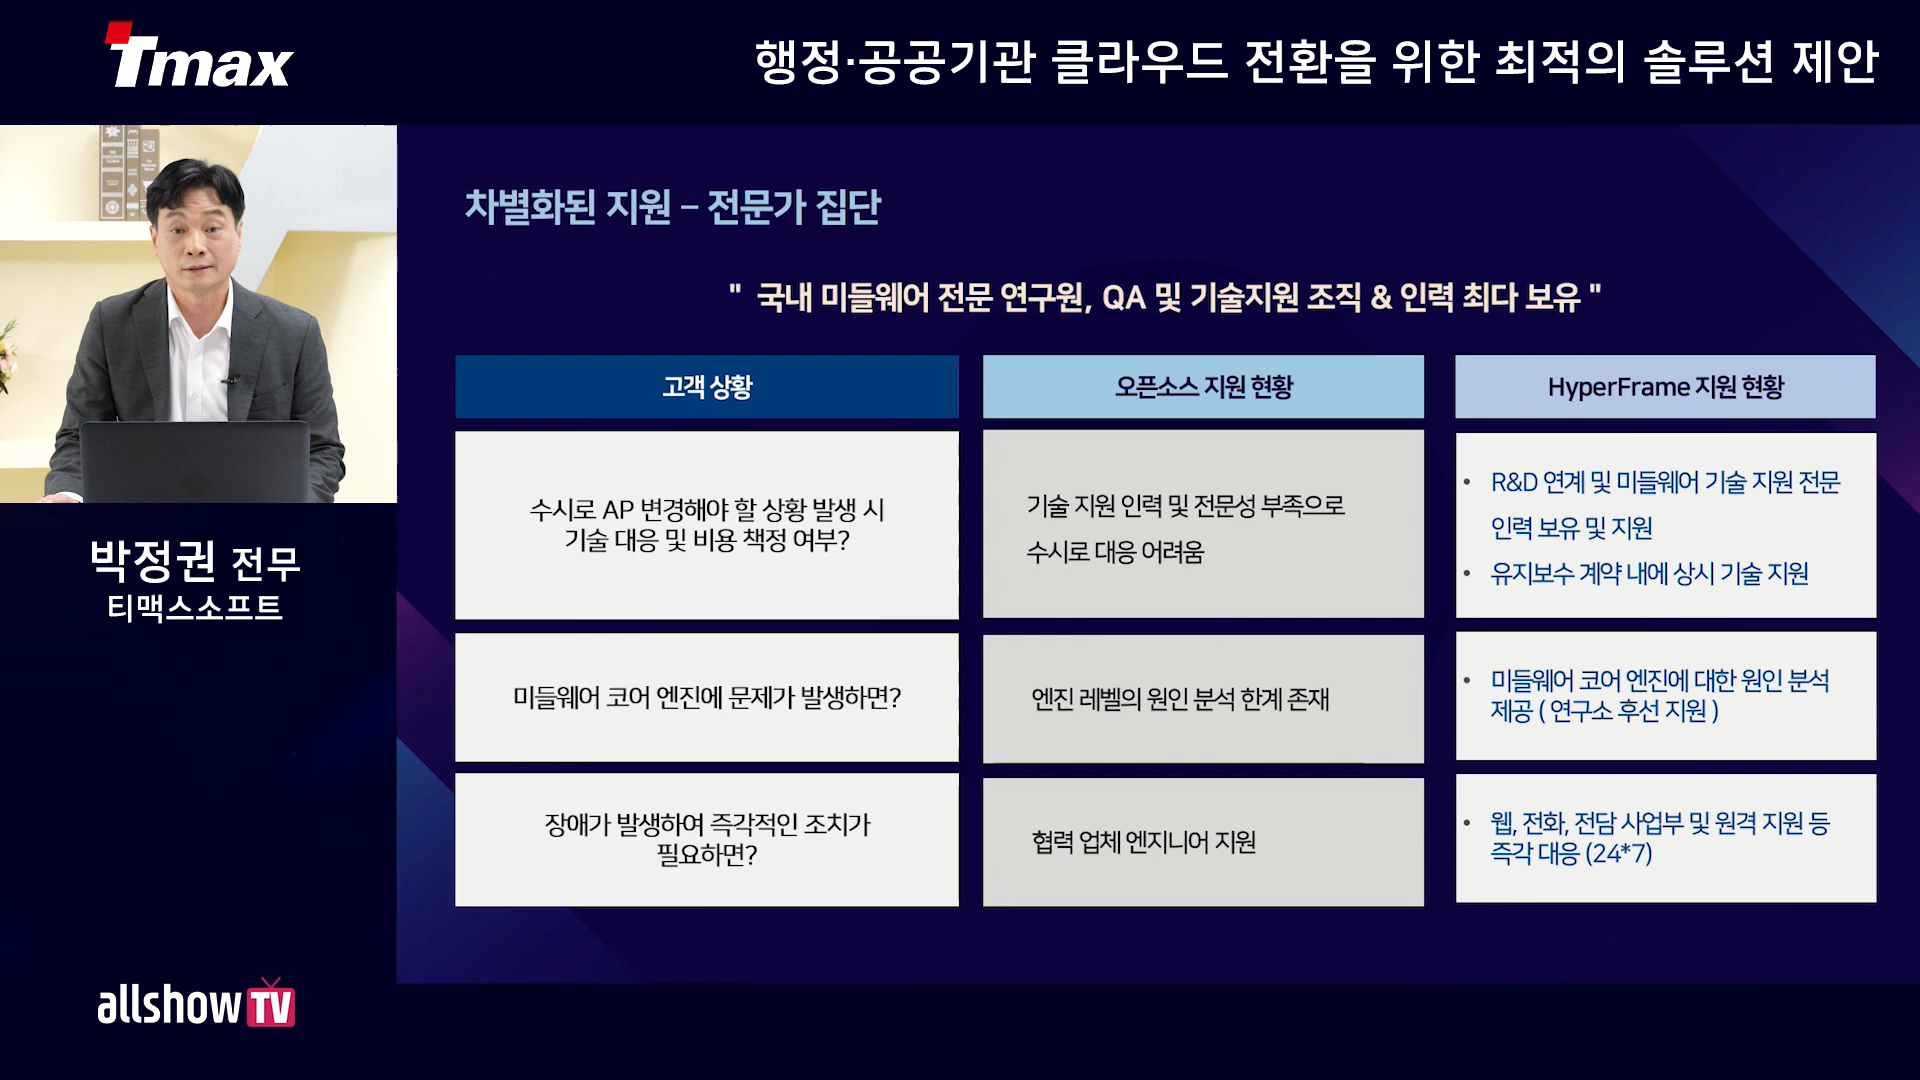 Tmax
행정·공공기관 클라우드 전환을 위한 최적의 솔루션 제안
차별화된 지원 – 전문가 집단
" 국내 미들웨어 전문 연구원, QA 및 기술지원 조직 & 인력 최다 보유 "
고객 상황
오픈소스 지원 현황
HyperFrame 지원 현황
수시로 AP 변경해야 할 상황 발생 시
기술 대응 및 비용 책정 여부?
기술 지원 인력 및 전문성 부족으로
수시로 대응 어려움
• R&D 연계 및 미들웨어 기술 지원 전문
인력 보유 및 지원
• 유지보수 계약 내에 상시 기술 지원
미들웨어 코어 엔진에 문제가 발생하면?
엔진 레벨의 원인 분석 한계 존재
• 미들웨어 코어 엔진에 대한 원인 분석
제공 ( 연구소 후선 지원 )
장애가 발생하여 즉각적인 조치가
필요하면?
협력 업체 엔지니어 지원
• 웹, 전화, 전담 사업부 및 원격 지원 등
즉각 대응 (24*7)
박정권 전무
티맥스소프트
allshow TV